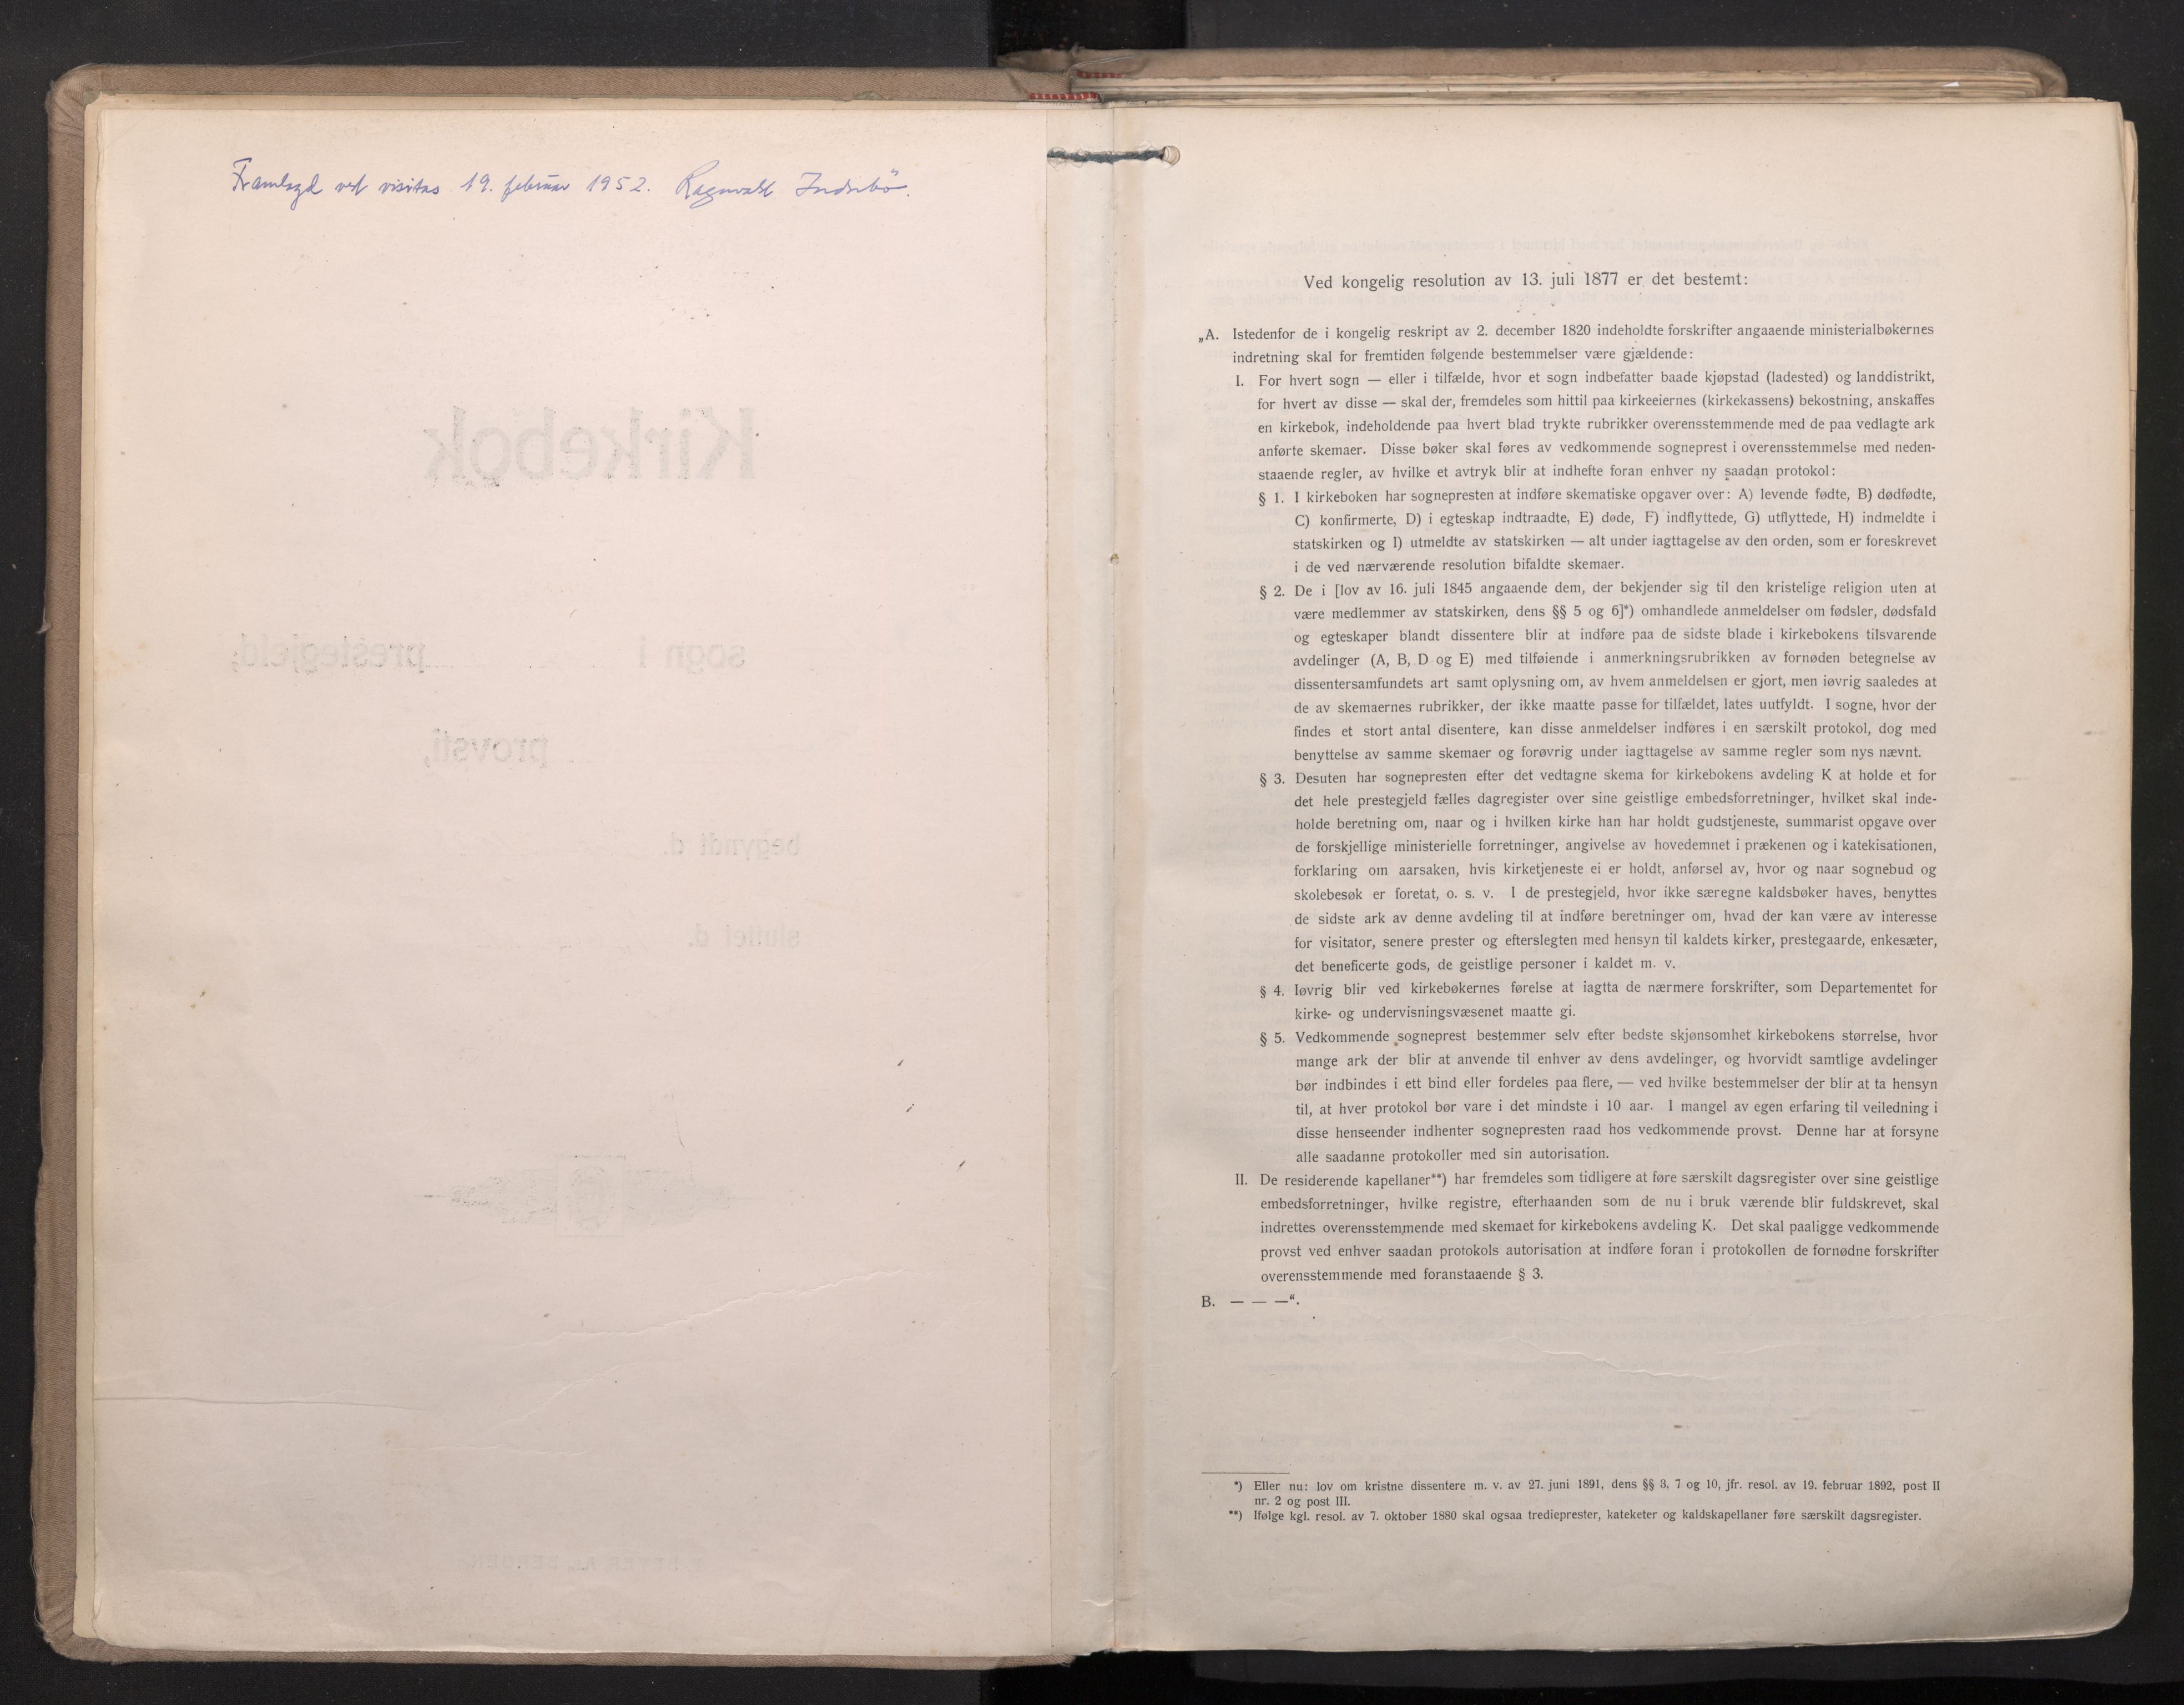 Framlagd ved visitas 19. februar 1952. Ragnvald Indrebö.
Ved kongelig resolution av 13. juli 1877 er det bestemt:
„A. Istedenfor de i kongelig reskript av 2. december 1820 indeholdte forskrifter angaaende ministerialbøkernes
indretning skal for fremtiden følgende bestemmelser være gjældende:
I. For hvert sogn — eller i tilfælde, hvor et sogn indbefatter baade kjøpstad (ladested) og landdistrikt,
for hvert av disse — skal der, fremdeles som hittil paa kirkeeiernes (kirkekassens) bekostning, anskaffes
en kirkebok, indeholdende paa hvert blad trykte rubrikker overensstemmende med de paa vedlagte ark
anførte skemaer. Disse bøker skal føres av vedkommende sogneprest i overensstemmelse med neden-
staaende regler, av hvilke et avtryk blir at indhefte foran enhver ny saadan protokol:
§ 1. I kirkeboken har sognepresten at indføre skematiske opgaver over: A) levende fødte, B) dødfødte,
C) konfirmerte, D) i egteskap indtraadte, E) døde, F) indflyttede, G) utflyttede, H) indmeldte i
statskirken og I) utmeldte av statskirken — alt under iagttagelse av den orden, som er foreskrevet
i de ved nærværende resolution bifaldte skemaer.
§ 2. De i [lov av 16. juli 1845 angaaende dem, der bekjender sig til den kristelige religion uten at
være medlemmer av statskirken, dens §§ 5 og 6]*) omhandlede anmeldelser om fødsler, dødsfald
og egteskaper blandt dissentere blir at indføre paa de sidste blade i kirkebokens tilsvarende
avdelinger (A, B, D og E) med tilføiende i anmerkningsrubrikken av fornøden betegnelse av
dissentersamfundets art samt oplysning om, av hvem anmeldelsen er gjort, men iøvrig saaledes at
de av skemaernes rubrikker, der ikke maatte passe for tilfældet, lates uutfyldt. I sogne, hvor der
findes et stort antal disentere, kan disse anmeldelser indføres i en særskilt protokol, dog med
benyttelse av samme skemaer og forøvrig under iagttagelse av samme regler som nys nævnt.
§ 3. Desuten har sognepresten efter det vedtagne skema for kirkebokens avdeling K at holde et for
det hele prestegjeld fælles dagregister over sine geistlige embedsforretninger, hvilket skal inde-
holde beretning om, naar og i hvilken kirke han har holdt gudstjeneste, summarist opgave over
de forskjellige ministerielle forretninger, angivelse av hovedemnet i prækenen og i katekisationen,
forklaring om aarsaken, hvis kirketjeneste ei er holdt, anførsel av, hvor og naar sognebud og
skolebesøk er foretat, o. s. v. I de prestegjeld, hvor ikke særegne kaldsbøker haves, benyttes
de sidste ark av denne avdeling til at indføre beretninger om, hvad der kan være av interesse
for visitator, senere prester og efterslegten med hensyn til kaldets kirker, prestegaarde, enkesæter,
det beneficerte gods, de geistlige personer i kaldet m. v.
§ 4. Iøvrig blir ved kirkebøkernes førelse at iagtta de nærmere forskrifter, som Departementet for
kirke- og undervisningsvæsenet maatte gi.
§ 5. Vedkommende sogneprest bestemmer selv efter bedste skjønsomhet kirkebokens størrelse, hvor
mange ark der blir at anvende til enhver av dens avdelinger, og hvorvidt samtlige avdelinger
bør indbindes i ett bind eller fordeles paa flere, — ved hvilke bestemmelser der blir at ta hensyn
til, at hver protokol bør vare i det mindste i 10 aar. I mangel av egen erfaring til veiledning i
disse henseender indhenter sognepresten raad hos vedkommende provst. Denne har at forsyne
alle saadanne protokoller med sin autorisation.
II. De residerende kapellaner**) har fremdeles som tidligere at føre særskilt dagsregister over sine geistlige
embedsforretninger, hvilke registre, efterhaanden som de nu i bruk værende blir fuldskrevet, skal
indrettes overensstemmende med skemaet for kirkebokens avdeling K. Det skal paaligge vedkommende
provst ved enhver saadan protokols autorisation at indføre foran i protokollen de fornødne forskrifter
overensstemmende med foranstaaende § 3.
B. — — —“.
*) Eller nu: lov om kristne dissentere m. v. av 27. juni 1891, dens §§ 3, 7 og 10, jfr. resol. av 19. februar 1892, post II
nr. 2 og post III.
**) Ifølge kgl. resol. av 7. oktober 1880 skal ogsaa tredieprester, kateketer og kaldskapellaner føre særskilt dagsregister.